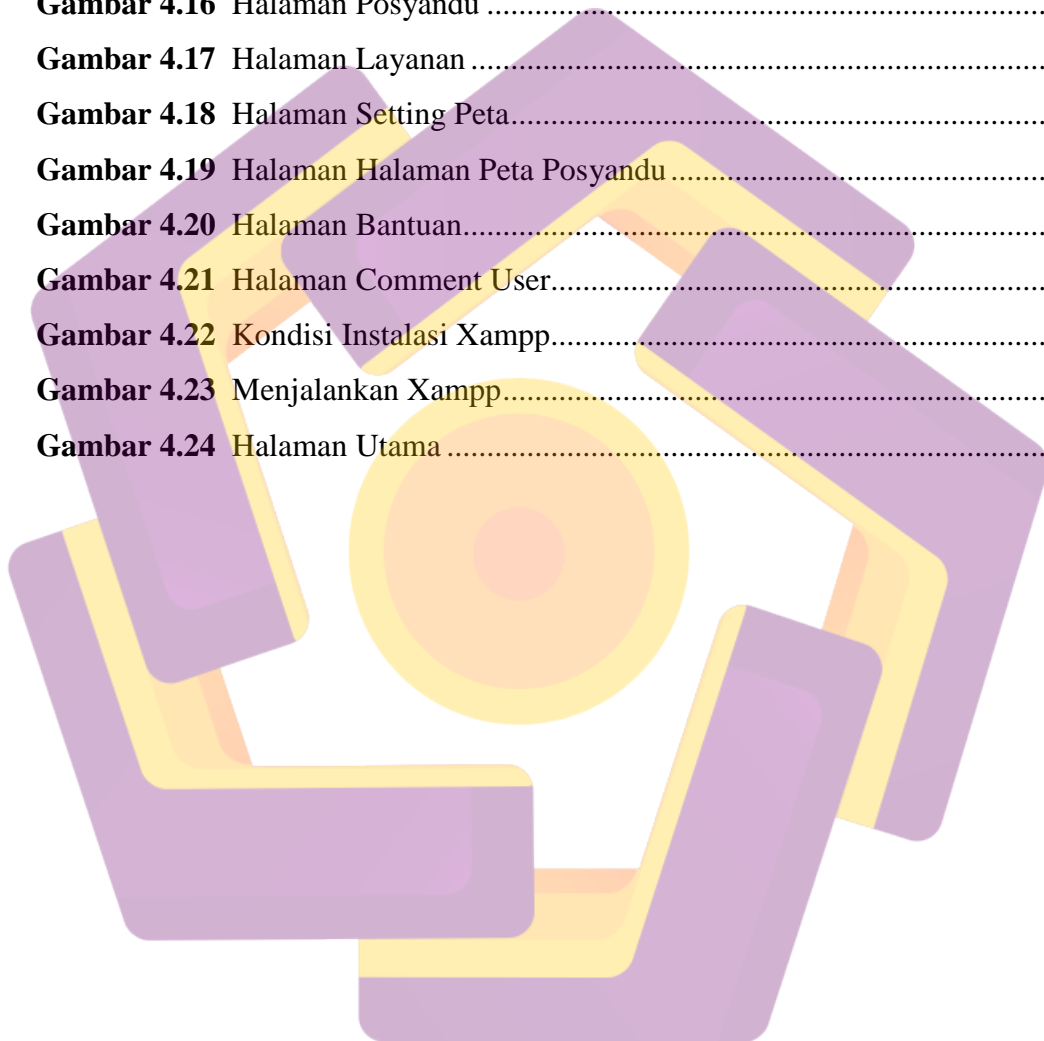 Gambar 4.16 Halaman Posyandu ................................................................
Gambar 4.17 Halaman Layanan ................................................................
Gambar 4.18 Halaman Setting Peta................................................................
Gambar 4.19 Halaman Halaman Peta Posyandu ................................................
Gambar 4.20 Halaman Bantuan................................................................
Gambar 4.21 Halaman Comment User............................................................
Gambar 4.22 Kondisi Instalasi Xampp............................................................
Gambar 4.23 Menjalankan Xampp................................................................
Gambar 4.24 Halaman Utama ................................................................